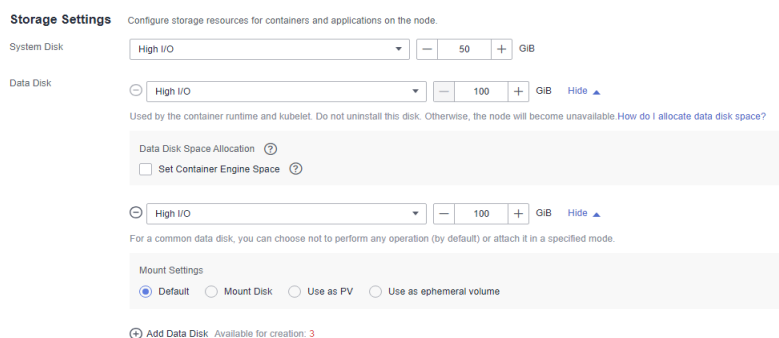 Storage Settings Configure storage resources for containers and applications on the node.
System Disk High I/O 50 GiB
Data Disk High I/O 100 GiB Hide
Used by the container runtime and kubelet. Do not uninstall this disk. Otherwise, the node will become unavailable.How do I allocate data disk space?
Data Disk Space Allocation ?
Set Container Engine Space ?
High I/O 100 GiB Hide
For a common data disk, you can choose not to perform any operation (by default) or attach it in a specified mode.
Mount Settings
Default Mount Disk Use as PV Use as ephemeral volume
Add Data Disk Available for creation: 3